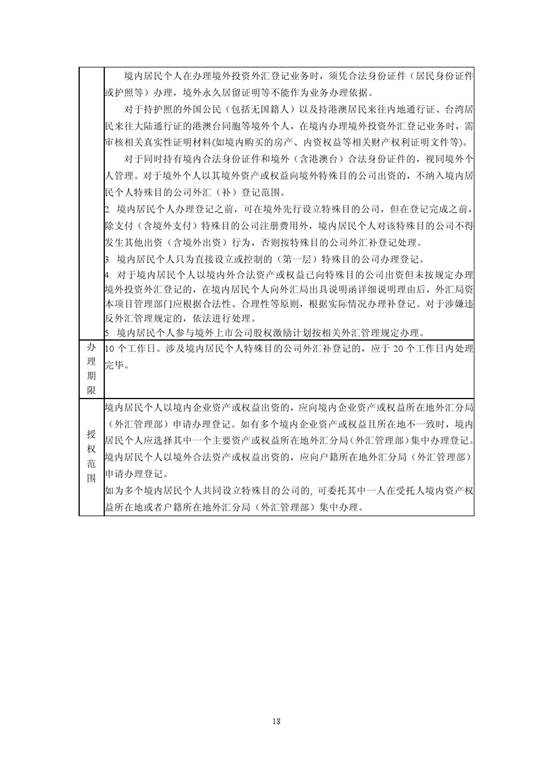 境内居民个人在办理境外投资外汇登记业务时，须凭合法身份证件（居民身份证件
或护照等）办理，境外永久居留证明等不能作为业务办理依据。
对于持护照的外国公民（包括无国籍人）以及持港澳居民来往内地通行证、台湾居
民来往大陆通行证的港澳台同胞等境外个人，在境内办理境外投资外汇登记业务时，需
审核相关真实性证明材料(如境内购买的房产、内资权益等相关财产权利证明文件等)。
对于同时持有境内合法身份证件和境外（含港澳台）合法身份证件的，视同境外个
人管理。对于境外个人以其境外资产或权益向境外特殊目的公司出资的，不纳入境内居
民个人特殊目的公司外汇（补）登记范围。
2. 境内居民个人办理登记之前，可在境外先行设立特殊目的公司，但在登记完成之前，
除支付（含境外支付）特殊目的公司注册费用外，境内居民个人对该特殊目的公司不得
发生其他出资（含境外出资）行为，否则按特殊目的公司外汇补登记处理。
3. 境内居民个人只为直接设立或控制的（第一层）特殊目的公司办理登记。
4. 对于境内居民个人以境内外合法资产或权益已向特殊目的公司出资但未按规定办理
境外投资外汇登记的，在境内居民个人向外汇局出具说明函详细说明理由后，外汇局资
本项目管理部门应根据合法性、合理性等原则，根据实际情况办理补登记。对于涉嫌违
反外汇管理规定的，依法进行处理。
5. 境内居民个人参与境外上市公司股权激励计划按相关外汇管理规定办理。
办
理
期
限
10 个工作日。涉及境内居民个人特殊目的公司外汇补登记的，应于 20 个工作日内处理
完毕。
授
权
范
围
境内居民个人以境内企业资产或权益出资的，应向境内企业资产或权益所在地外汇分局
（外汇管理部）申请办理登记。如有多个境内企业资产或权益且所在地不一致时，境内
居民个人应选择其中一个主要资产或权益所在地外汇分局（外汇管理部）集中办理登记。
境内居民个人以境外合法资产或权益出资的，应向户籍所在地外汇分局（外汇管理部）
申请办理登记。
如为多个境内居民个人共同设立特殊目的公司的, 可委托其中一人在受托人境内资产权
益所在地或者户籍所在地外汇分局（外汇管理部）集中办理。
18